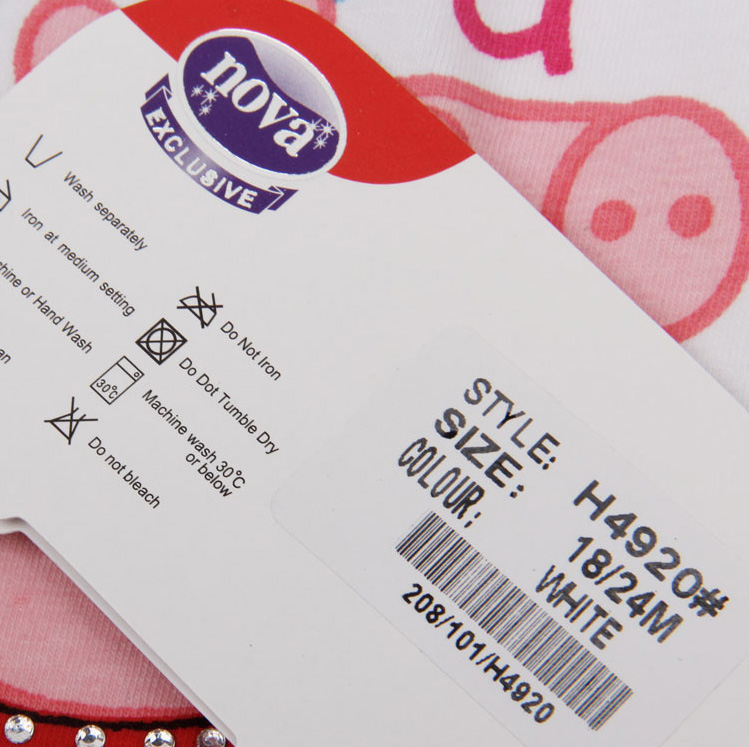 u
nova
EXCLUSIVE
Wash separately
Iron at medium setting
or Hand Wash
Do Not Iron
Do Dot Tumble Dry
30°C
Machine wash 30°C
or below
Do not bleach
STYLE: H4920#
SIZE: 18/24M
COLOUR: WHITE
208/101/H4920